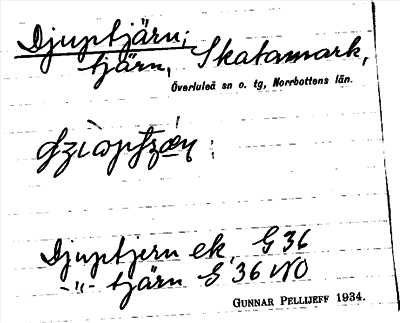 Djuptjärn;
tjärn, Skatamark,
Överluleå sn o. tg, Norrbottens län.
Djuptjern ek. G 36
-"- tjärn G 36 NO
GUNNAR PELLIJEFF 1934.